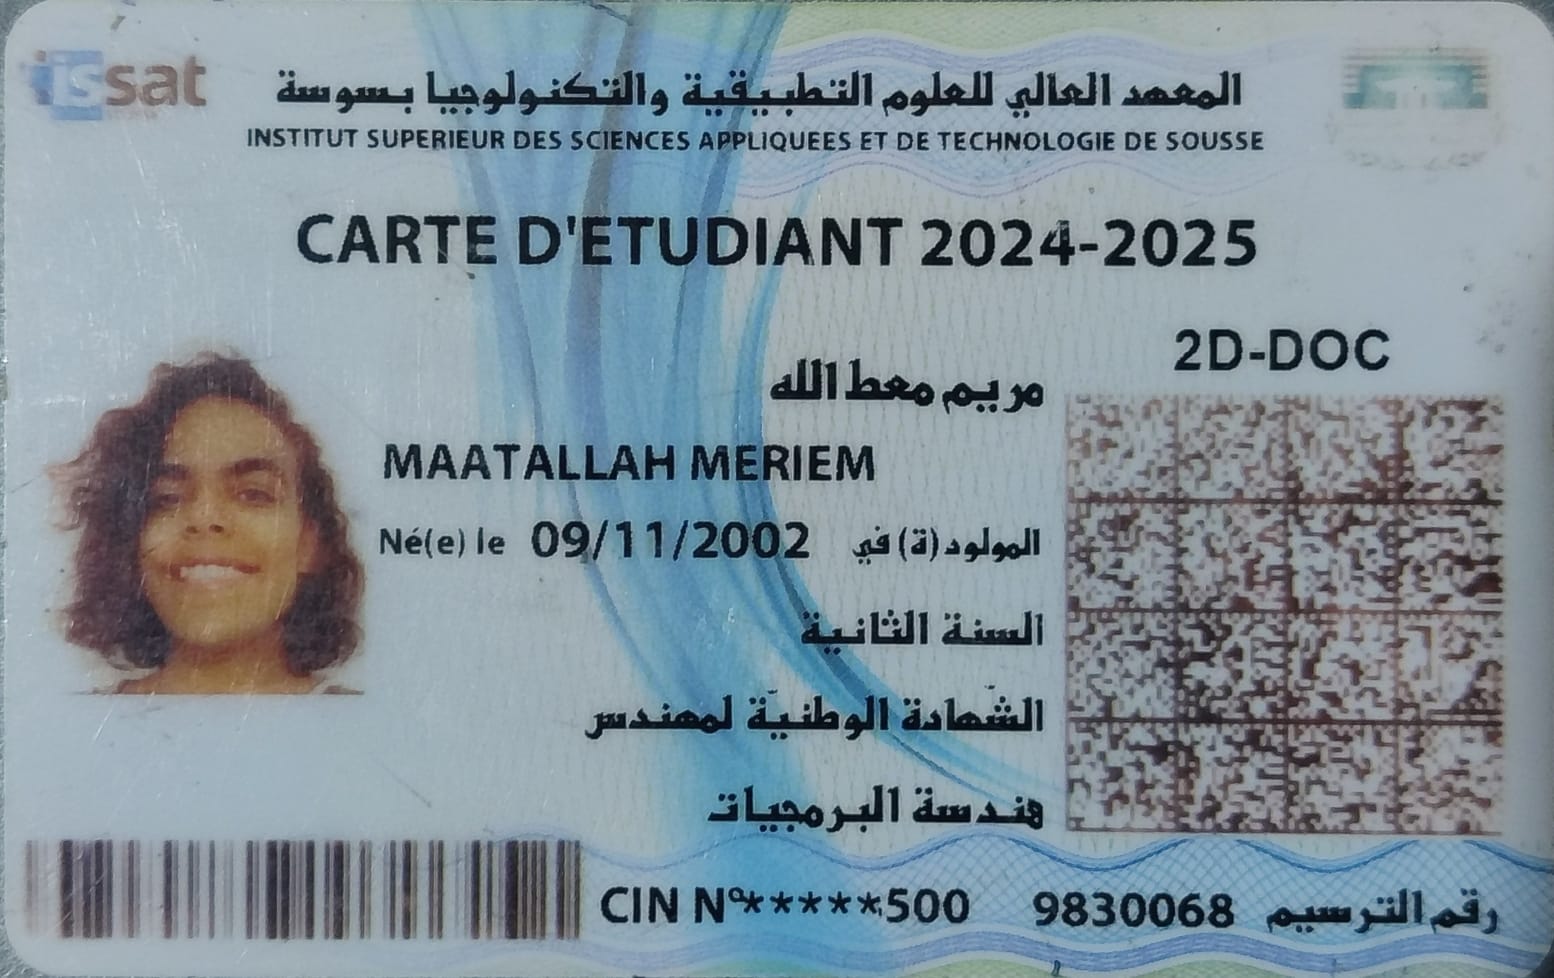 issat
المعهد العالي للعلوم التطبيقية والتكنولوجيا بسوسة
INSTITUT SUPERIEUR DES SCIENCES APPLIQUEES ET DE TECHNOLOGIE DE SOUSSE
CARTE D'ETUDIANT 2024-2025
2D-DOC
مريم معط الله
MAATALLAH MERIEM
Né(e) le 09/11/2002 المولود(ة) في
السنة الثانية
الشّهادة الوطنيّة لمهندس
هندسة البرمجيات
CIN N°*****500 9830068 رقم الترسيم